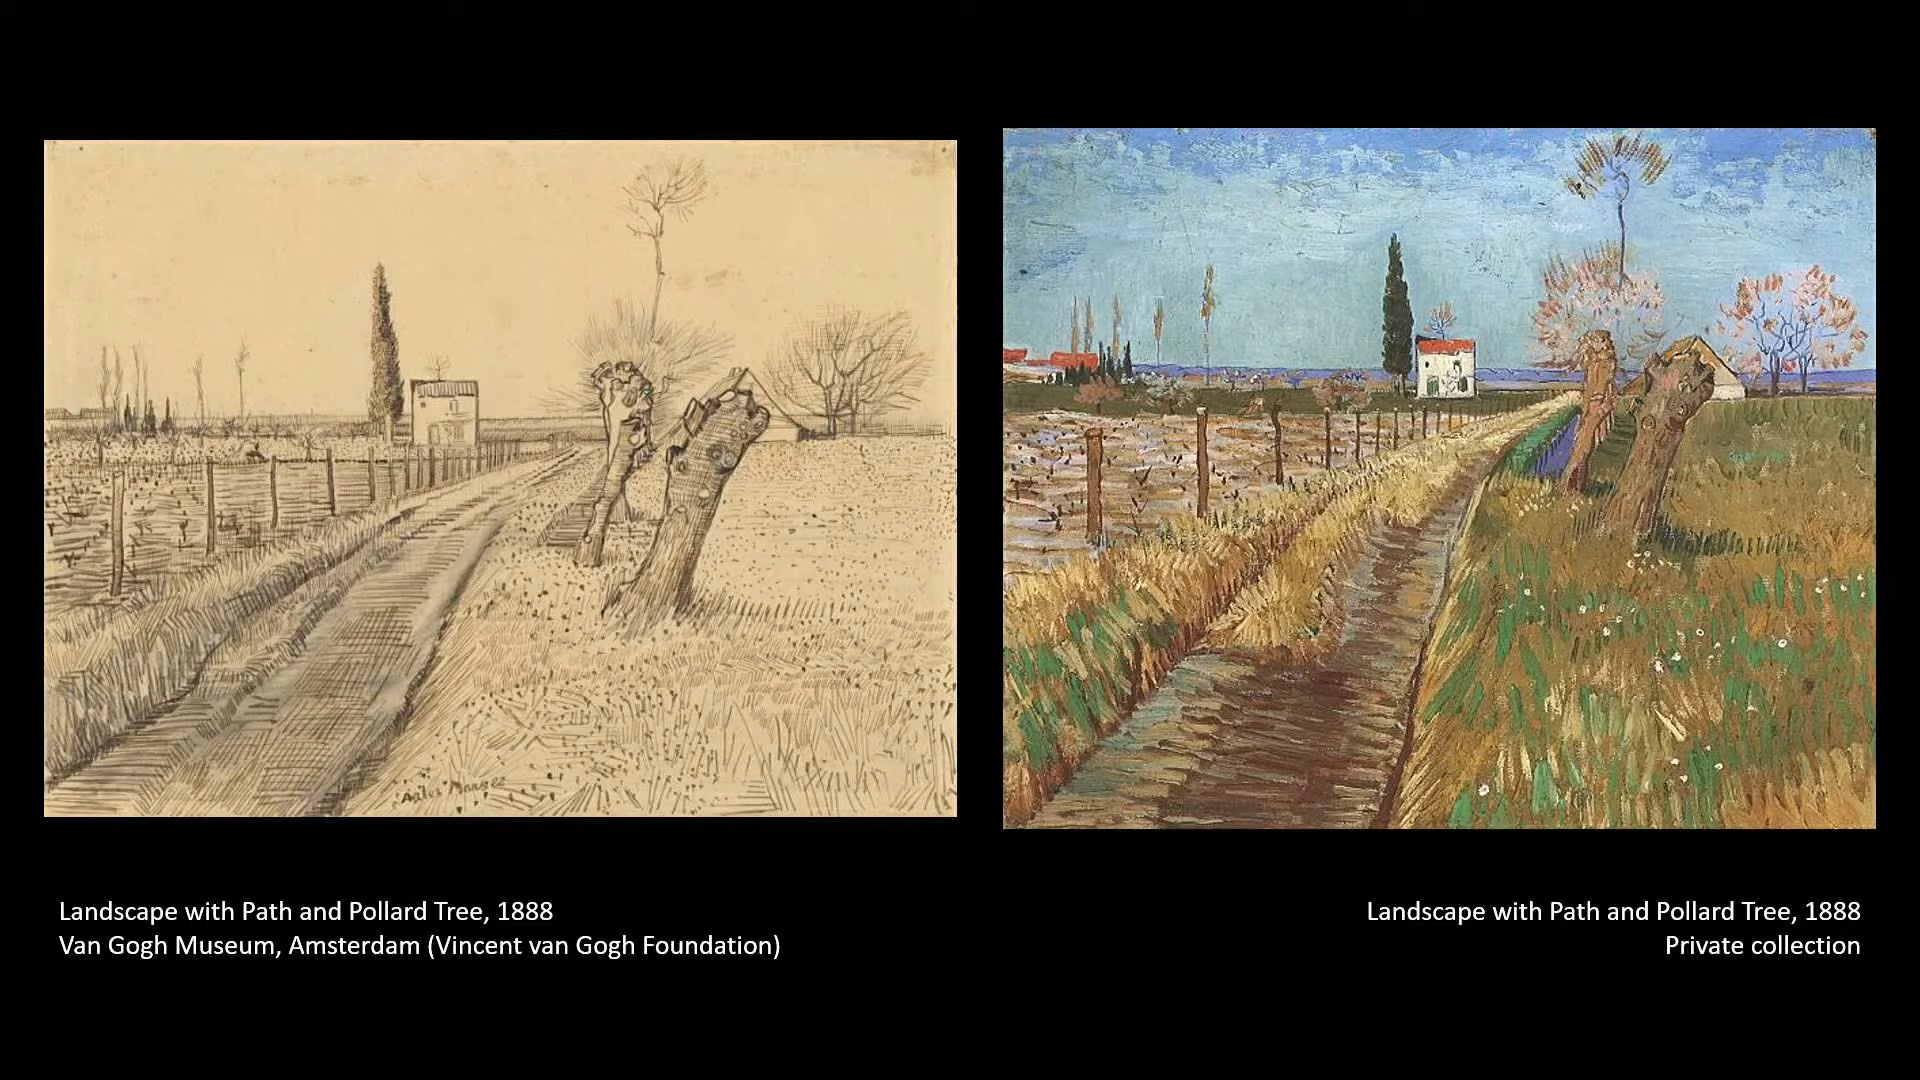 Landscape with Path and Pollard Tree, 1888
Van Gogh Museum, Amsterdam (Vincent van Gogh Foundation)
Landscape with Path and Pollard Tree, 1888
Private collection